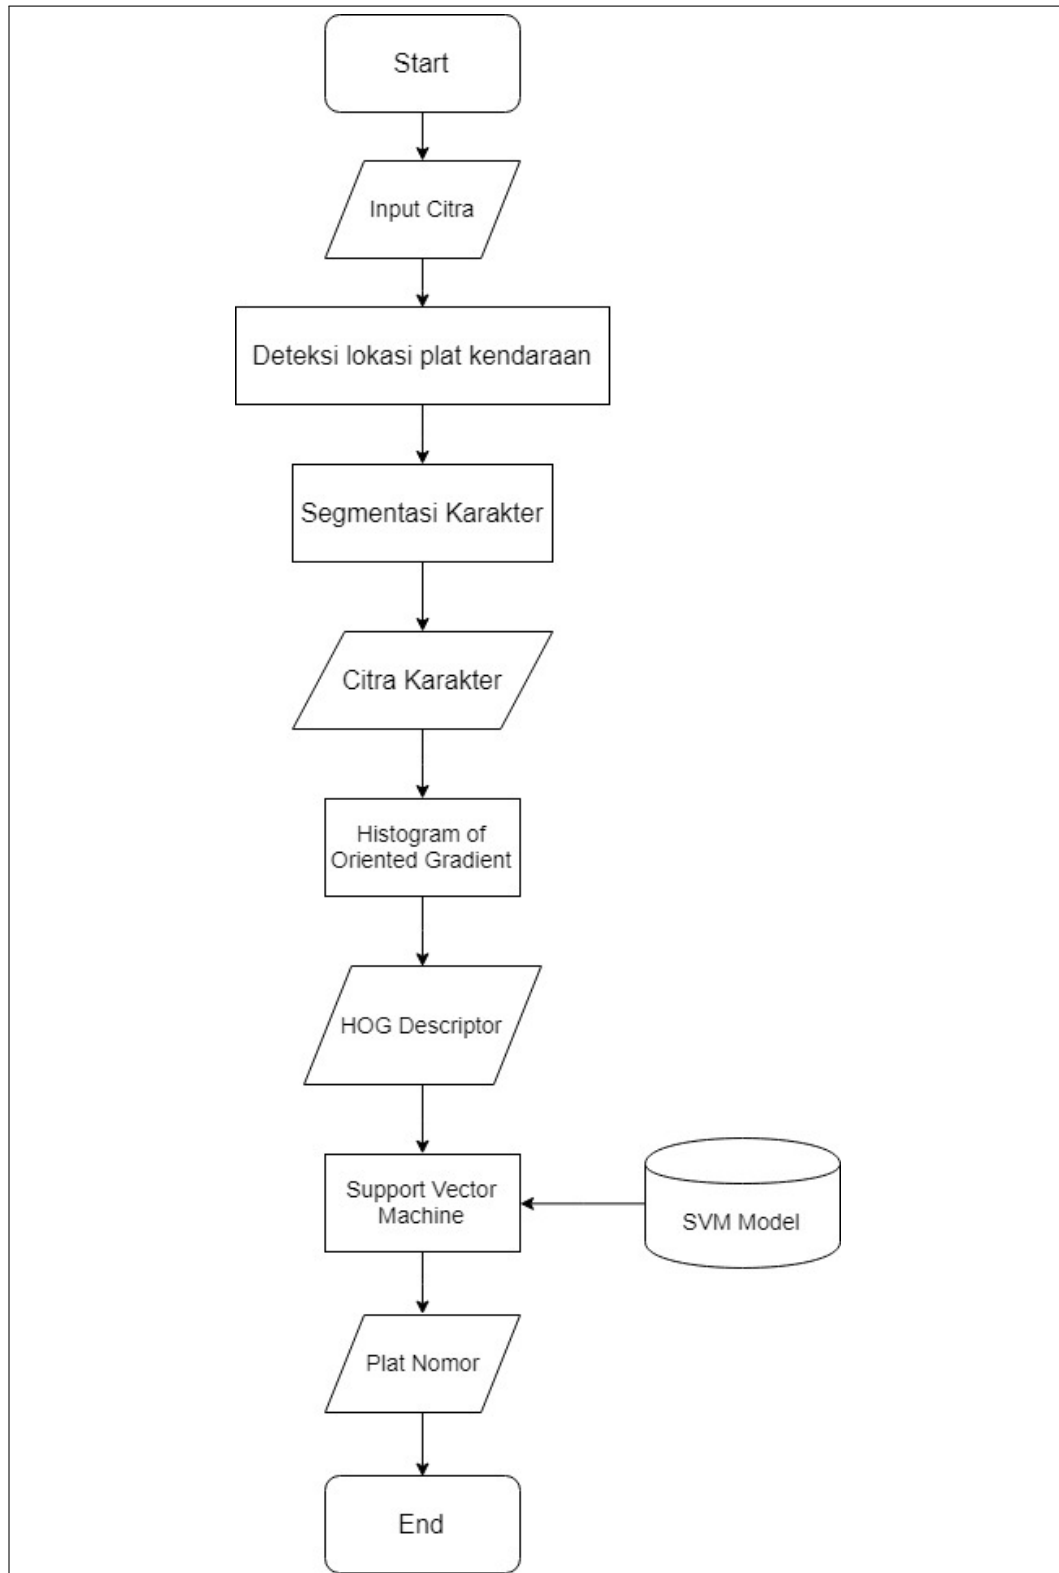 Start
Input Citra
Deteksi lokasi plat kendaraan
Segmentasi Karakter
Citra Karakter
Histogram of
Oriented Gradient
HOG Descriptor
Support Vector
Machine
SVM Model
Plat Nomor
End